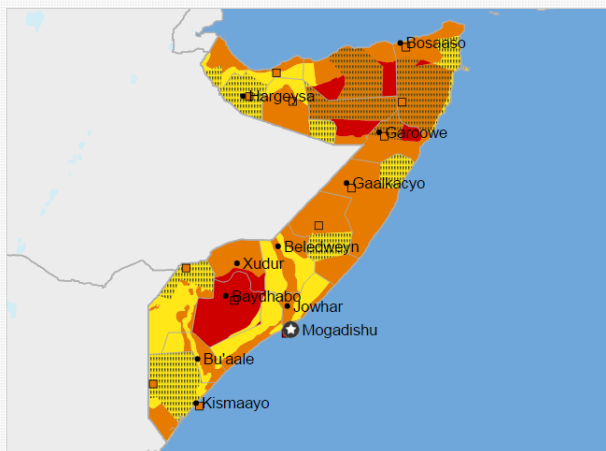 Bosaaso
Hargeysa
Garoowe
Gaalkacyo
Beledweyn
Xudur
Baydhabo
Jowhar
Mogadishu
Bu'aale
Kismaayo